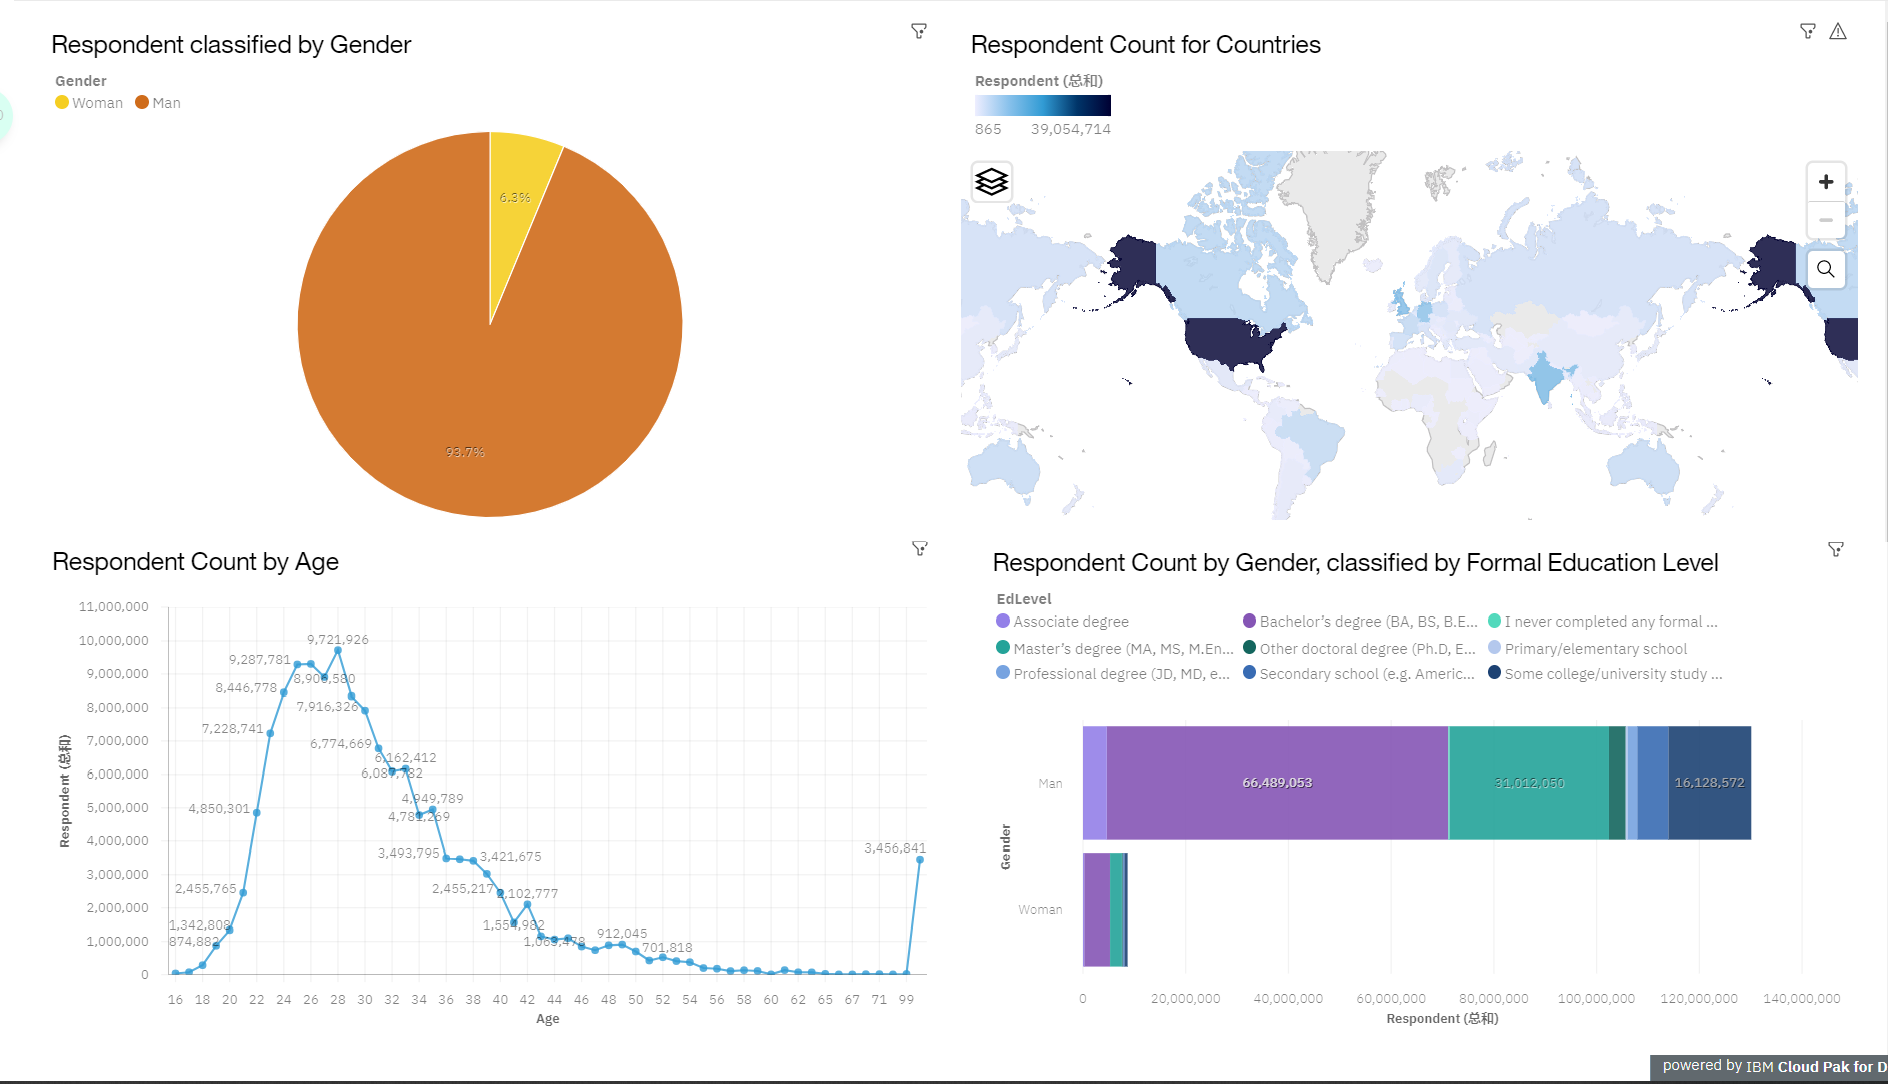 Respondent classified by Gender
Gender
Woman Man
6.3%
93.7%
Respondent Count for Countries
Respondent (总和)
865 39,054,714
Respondent Count by Age
11,000,000
10,000,000
9,000,000
8,000,000
7,000,000
6,000,000
5,000,000
4,000,000
3,000,000
2,000,000
1,000,000
0
Respondent (总和)
9,721,926
9,287,781
8,906,580
8,446,778
7,916,326
7,228,741
6,774,669
6,162,412
6,087,732
4,949,789
4,850,301
4,781,269
3,493,795
3,421,675
3,456,841
2,455,765
2,455,217
2,102,777
1,342,808
1,554,982
874,882
912,045
701,818
16 18 20 22 24 26 28 30 32 34 36 38 40 42 44 46 48 50 52 54 56 58 60 62 65 67 71 99
Age
Respondent Count by Gender, classified by Formal Education Level
EdLevel
Associate degree Bachelor’s degree (BA, BS, B.E... I never completed any formal ...
Master’s degree (MA, MS, M.En... Other doctoral degree (Ph.D, E... Primary/elementary school
Professional degree (JD, MD, e... Secondary school (e.g. Americ... Some college/university study ...
Man
66,489,053 31,012,050 16,128,572
Gender
Woman
0 20,000,000 40,000,000 60,000,000 80,000,000 100,000,000 120,000,000 140,000,000
Respondent (总和)
powered by IBM Cloud Pak for D